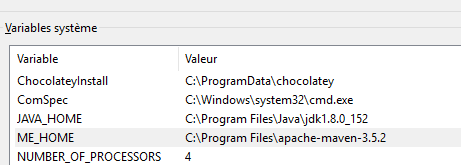 Variables système
Variable Valeur
ChocolateyInstall C:\ProgramData\chocolatey
ComSpec C:\Windows\system32\cmd.exe
JAVA_HOME C:\Program Files\Java\jdk1.8.0_152
ME_HOME C:\Program Files\apache-maven-3.5.2
NUMBER_OF_PROCESSORS 4